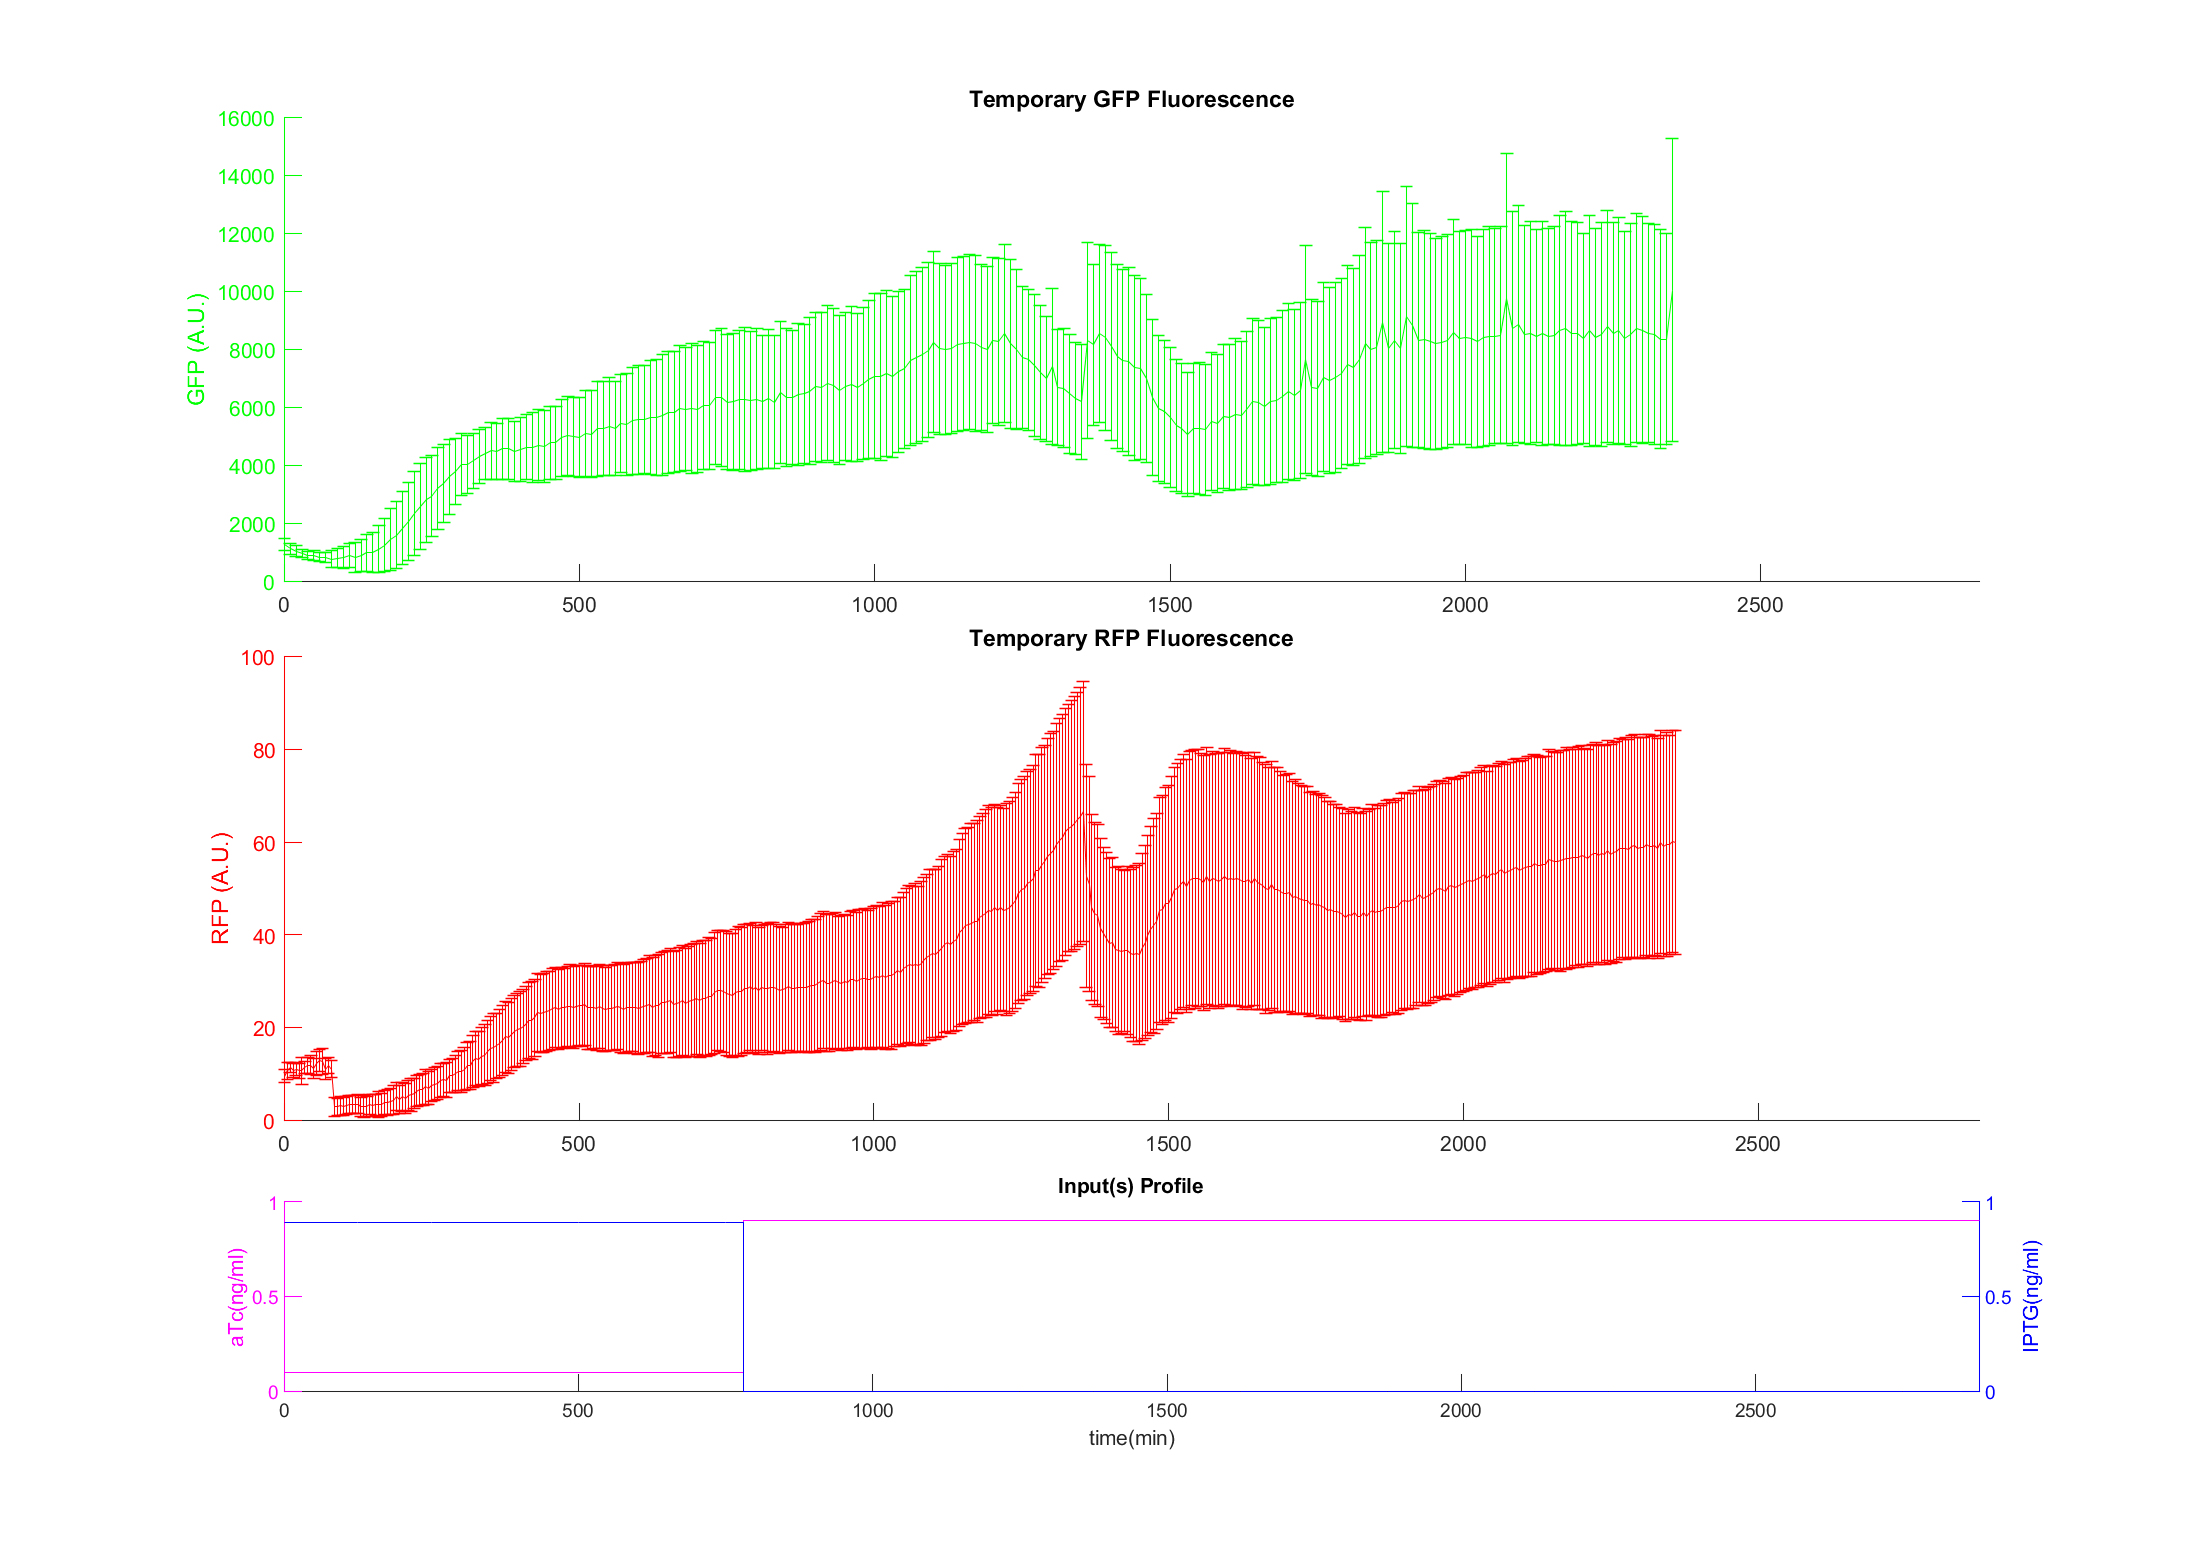 Temporary GFP Fluorescence
16000
14000
12000
10000
8000
6000
4000
2000
0
GFP (A.U.)
0 500 1000 1500 2000 2500
Temporary RFP Fluorescence
100
80
60
40
20
0
RFP (A.U.)
0 500 1000 1500 2000 2500
Input(s) Profile
1
0.5
0
aTc(ng/ml)
1
0.5
0
IPTG(ng/ml)
0 500 1000 1500 2000 2500
time(min)